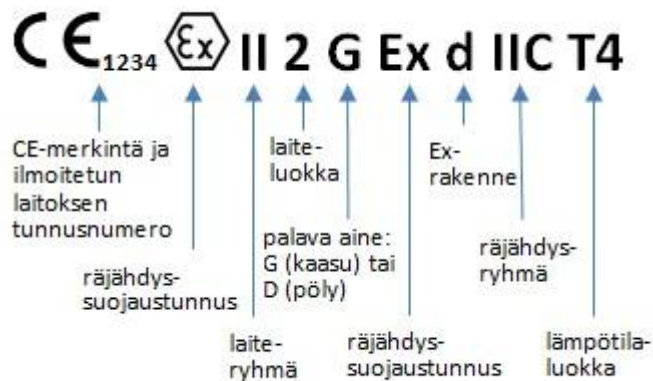 CE 1234 Ex II 2 G Ex d IIC T4
CE-merkintä ja
ilmoitetun
laitoksen
tunnusnumero
räjähdys-
suojaustunnus
laite-
ryhmä
laite-
luokka
palava aine:
G (kaasu) tai
D (pöly)
räjähdys-
suojaustunnus
Ex-
rakenne
räjähdys-
ryhmä
lämpötila-
luokka